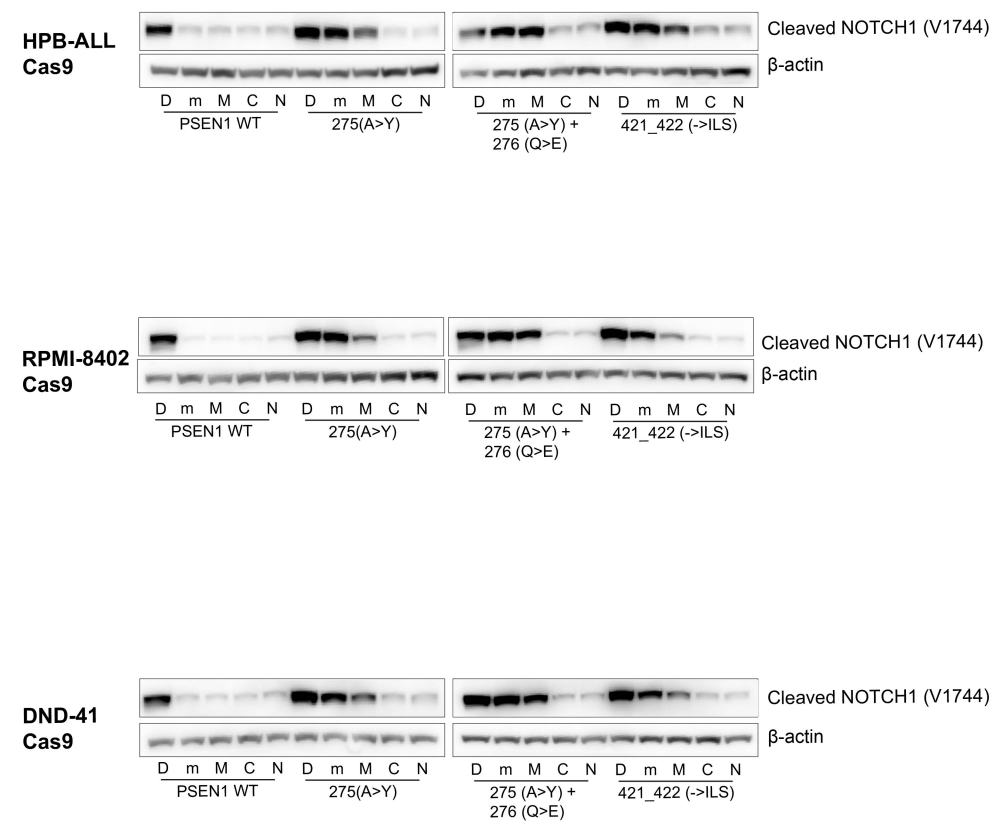 HPB-ALL
Cas9
Cleaved NOTCH1 (V1744)
β-actin
D m M C N D m M C N D m M C N D m M C N
PSEN1 WT 275(A>Y) 275 (A>Y) + 421_422 (->ILS)
276 (Q>E)
RPMI-8402
Cas9
Cleaved NOTCH1 (V1744)
β-actin
D m M C N D m M C N D m M C N D m M C N
PSEN1 WT 275(A>Y) 275 (A>Y) + 421_422 (->ILS)
276 (Q>E)
DND-41
Cas9
Cleaved NOTCH1 (V1744)
β-actin
D m M C N D m M C N D m M C N D m M C N
PSEN1 WT 275(A>Y) 275 (A>Y) + 421_422 (->ILS)
276 (Q>E)